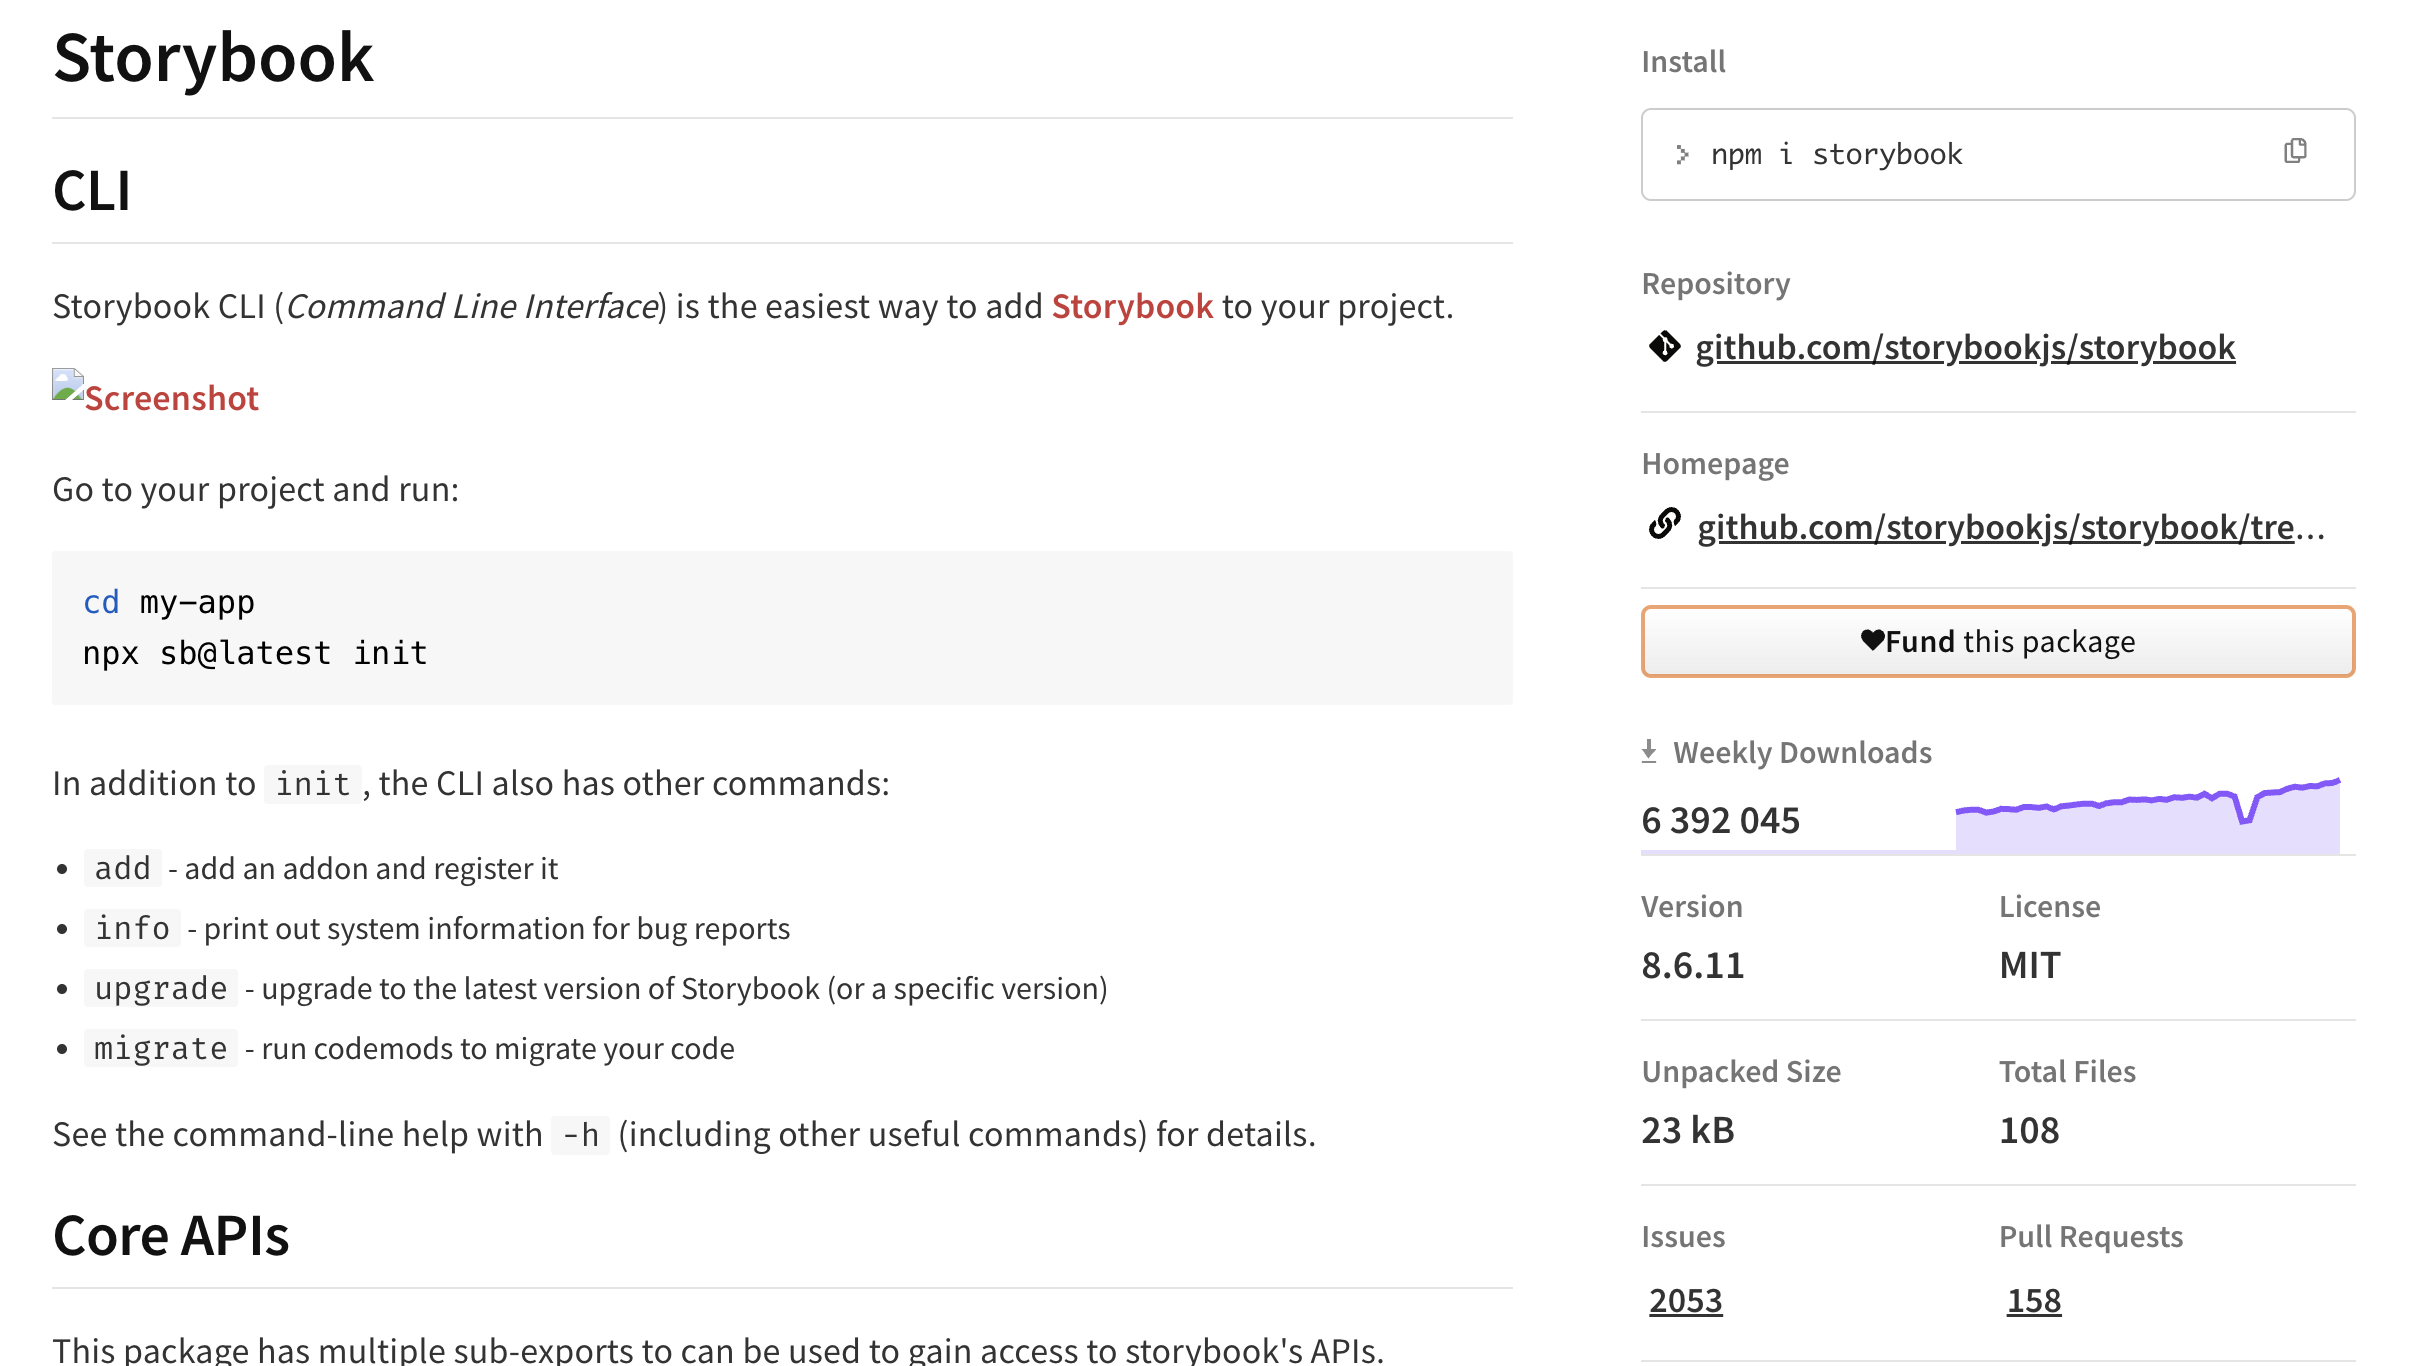 Storybook
CLI
Storybook CLI (Command Line Interface) is the easiest way to add Storybook to your project.
Screenshot
Go to your project and run:
cd my-app
npx sb@latest init
In addition to init, the CLI also has other commands:
• add - add an addon and register it
• info - print out system information for bug reports
• upgrade - upgrade to the latest version of Storybook (or a specific version)
• migrate - run codemods to migrate your code
See the command-line help with -h (including other useful commands) for details.
Core APIs
This package has multiple sub-exports to can be used to gain access to storybook's APIs.
Install
> npm i storybook
Repository
github.com/storybookjs/storybook
Homepage
github.com/storybookjs/storybook/tre...
♥Fund this package
Weekly Downloads
6 392 045
Version
8.6.11
License
MIT
Unpacked Size
23 kB
Total Files
108
Issues
2053
Pull Requests
158